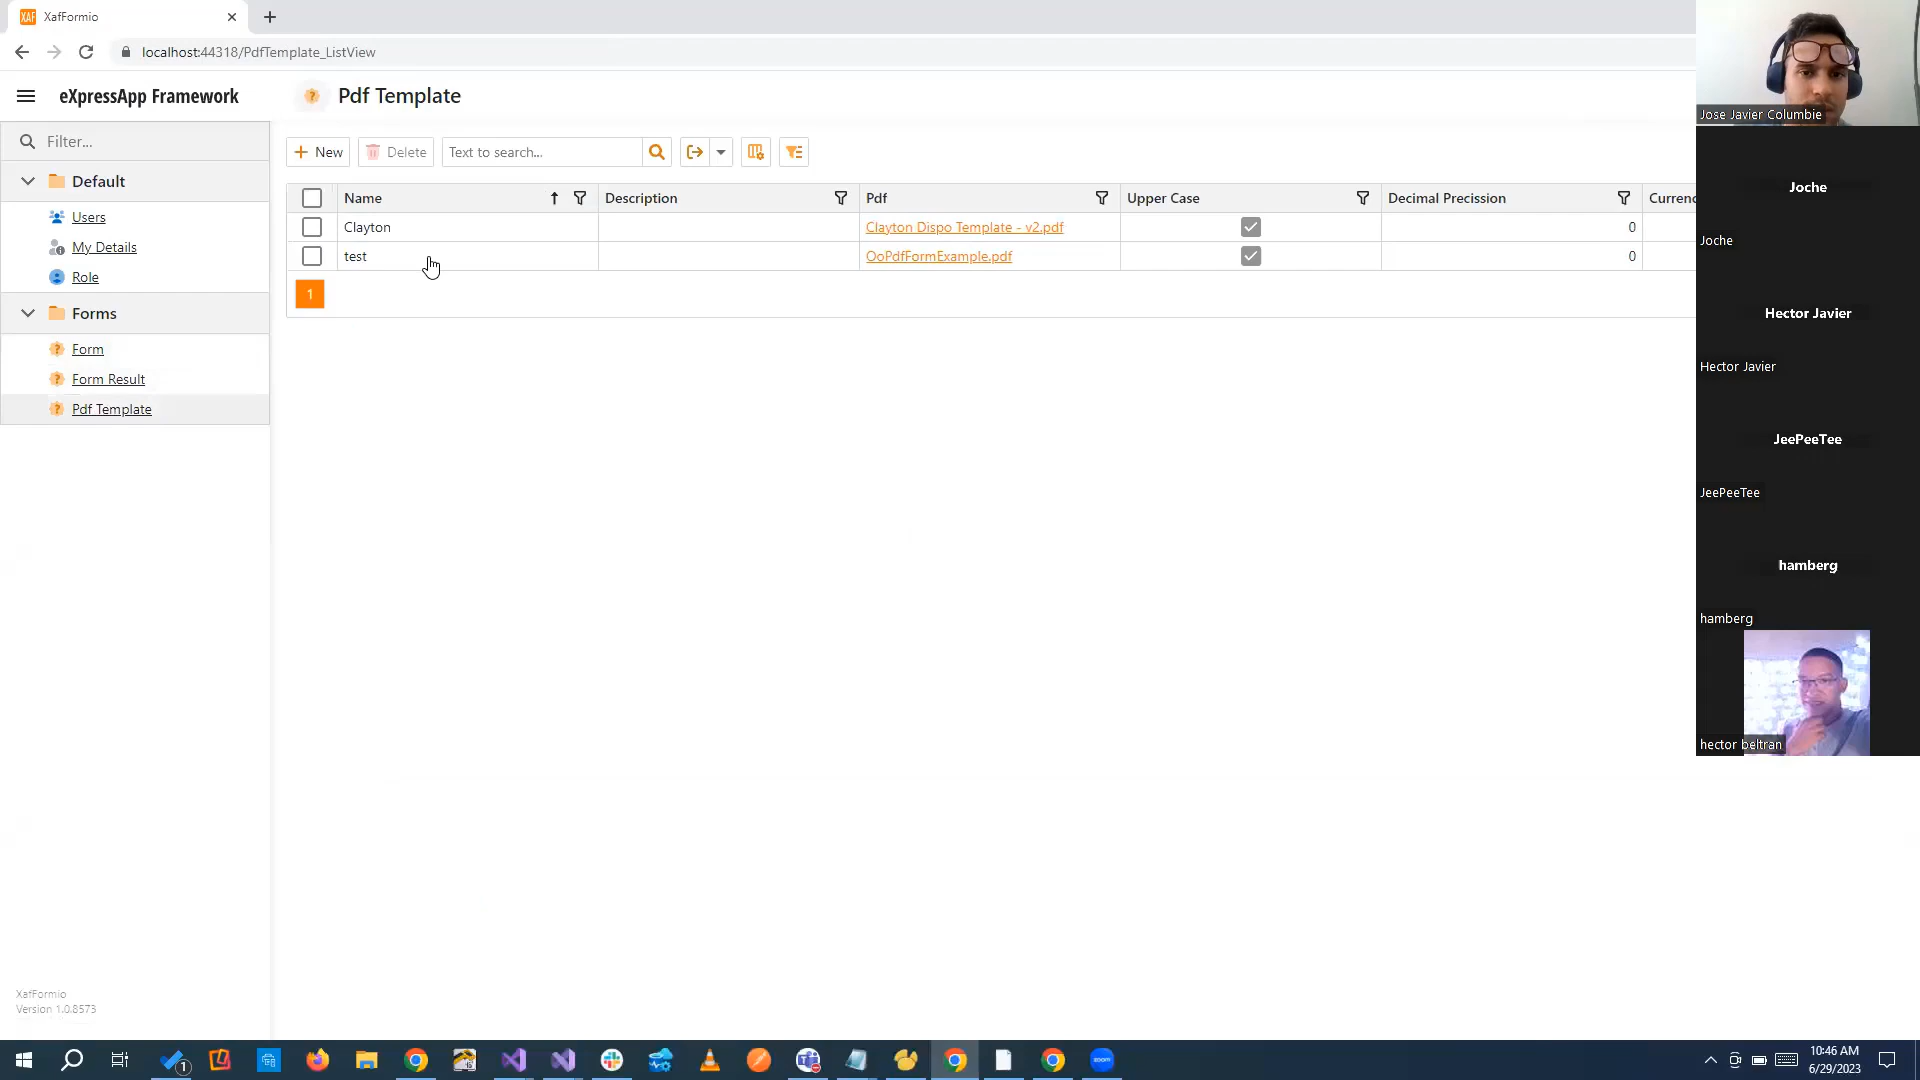 XafFormio
localhost:44318/PdfTemplate_ListView
eXpressApp Framework
Pdf Template
Filter...
Default
Users
My Details
Role
Forms
Form
Form Result
Pdf Template
XafFormio
Version 1.0.8573
New
Delete
Text to search...
Name Description Pdf Upper Case Decimal Precission Currenc
Clayton Clayton Dispo Template - v2.pdf 0
test OoPdfFormExample.pdf 0
1
Jose Javier Columbie
Joche
Joche
Hector Javier
Hector Javier
JeePeeTee
JeePeeTee
hamberg
hamberg
hector beltran
1
zoom
10:46 AM
6/29/2023